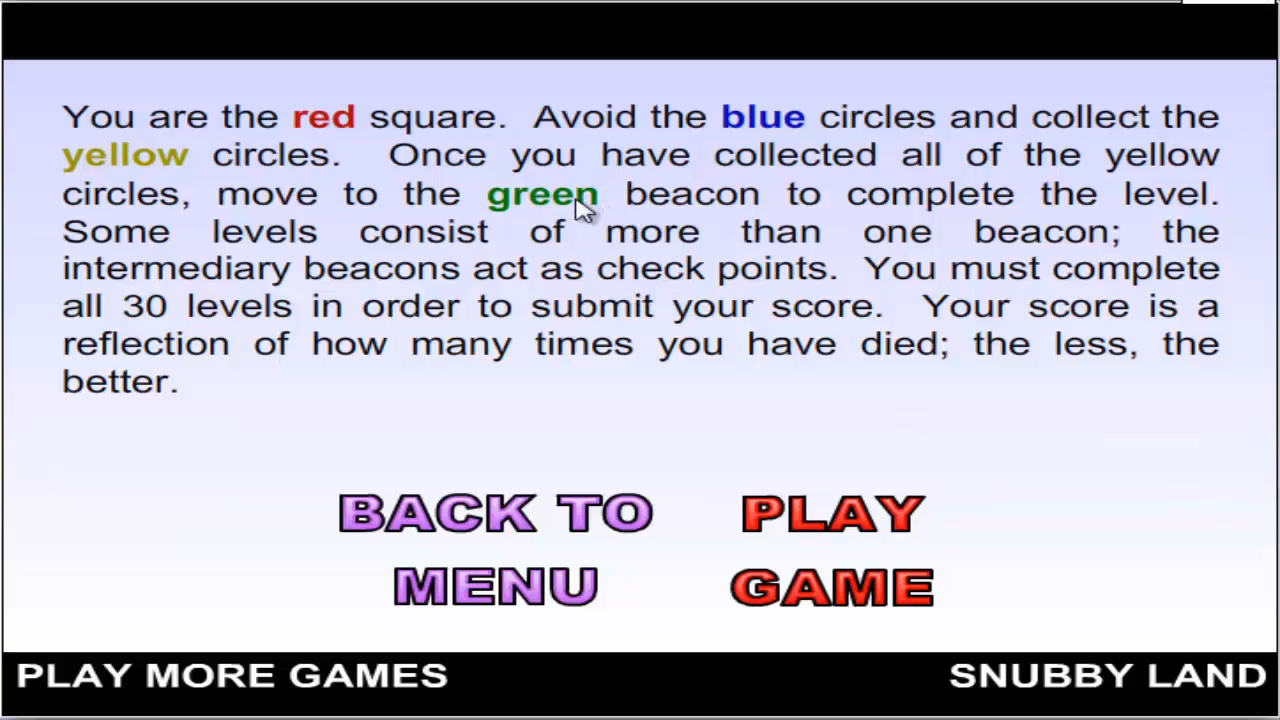 You are the red square. Avoid the blue circles and collect the
yellow circles. Once you have collected all of the yellow
circles, move to the green beacon to complete the level.
Some levels consist of more than one beacon; the
intermediary beacons act as check points. You must complete
all 30 levels in order to submit your score. Your score is a
reflection of how many times you have died; the less, the
better.
BACK TO
MENU
PLAY
GAME
PLAY MORE GAMES
SNUBBY LAND